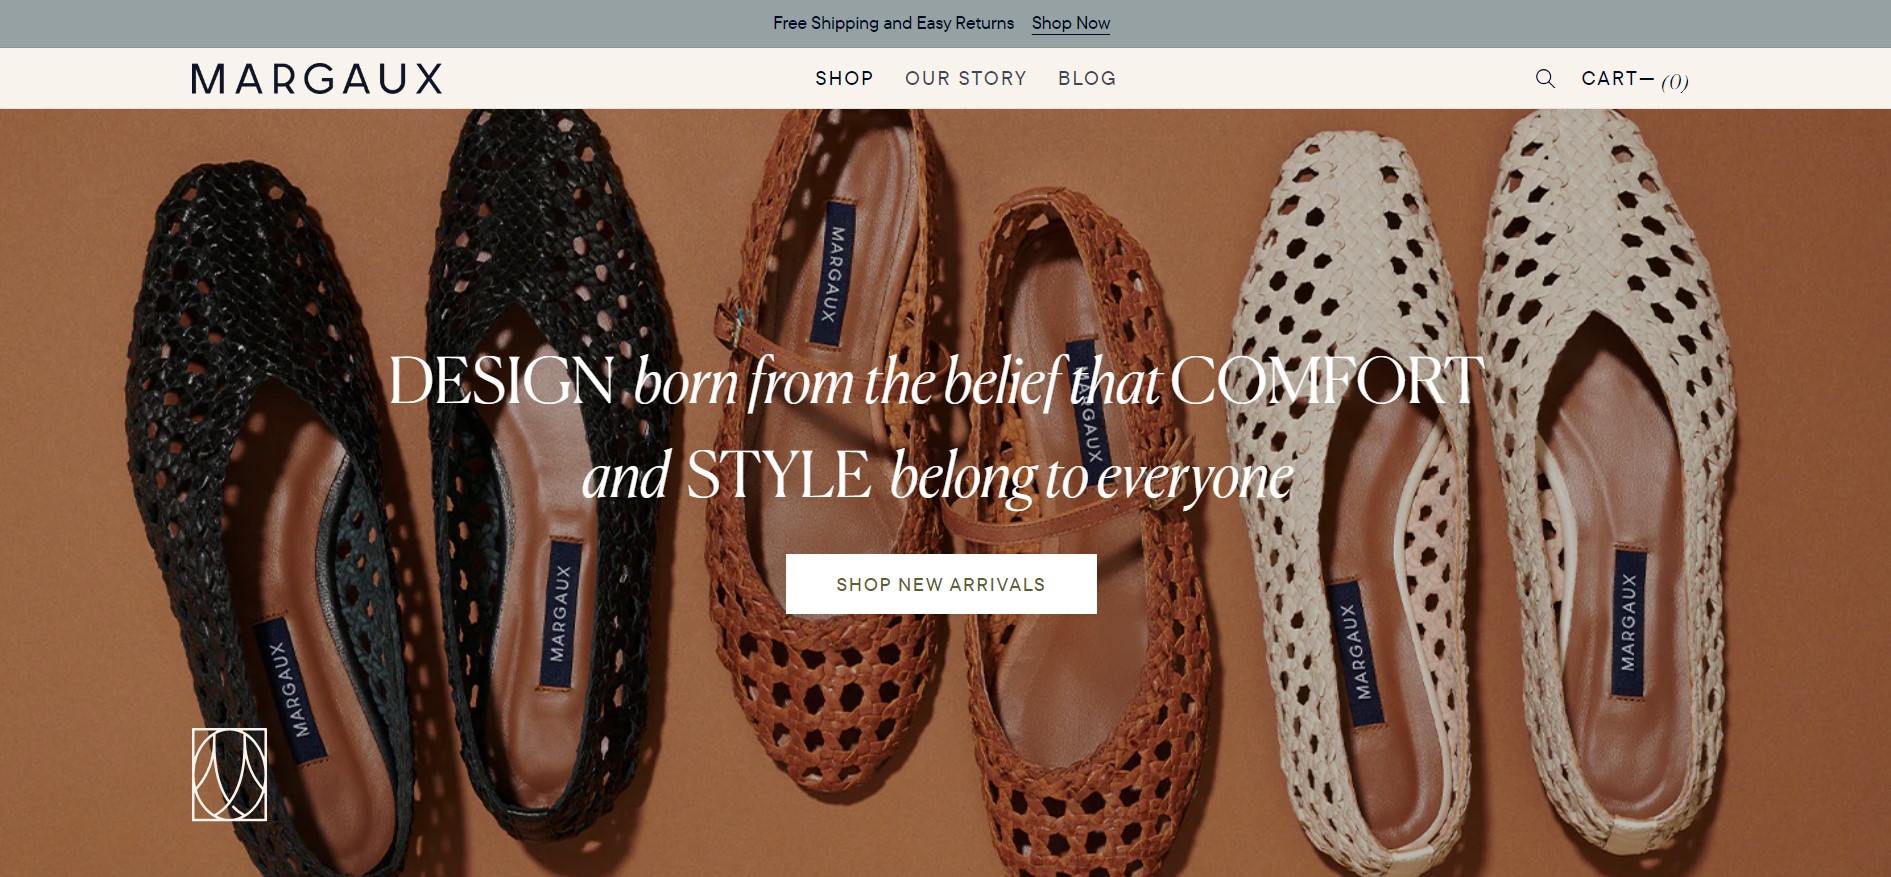 Free Shipping and Easy Returns Shop Now
MARGAUX SHOP OUR STORY BLOG CART— (0)
MARGAUX
MARGAUX
DESIGN born from the belief that COMFORT
and STYLE belong to everyone
SHOP NEW ARRIVALS
MARGAUX
MARGAUX
MARGAUX
MARGAUX